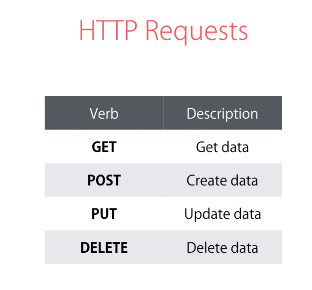 HTTP Requests
Verb Description
GET Get data
POST Create data
PUT Update data
DELETE Delete data